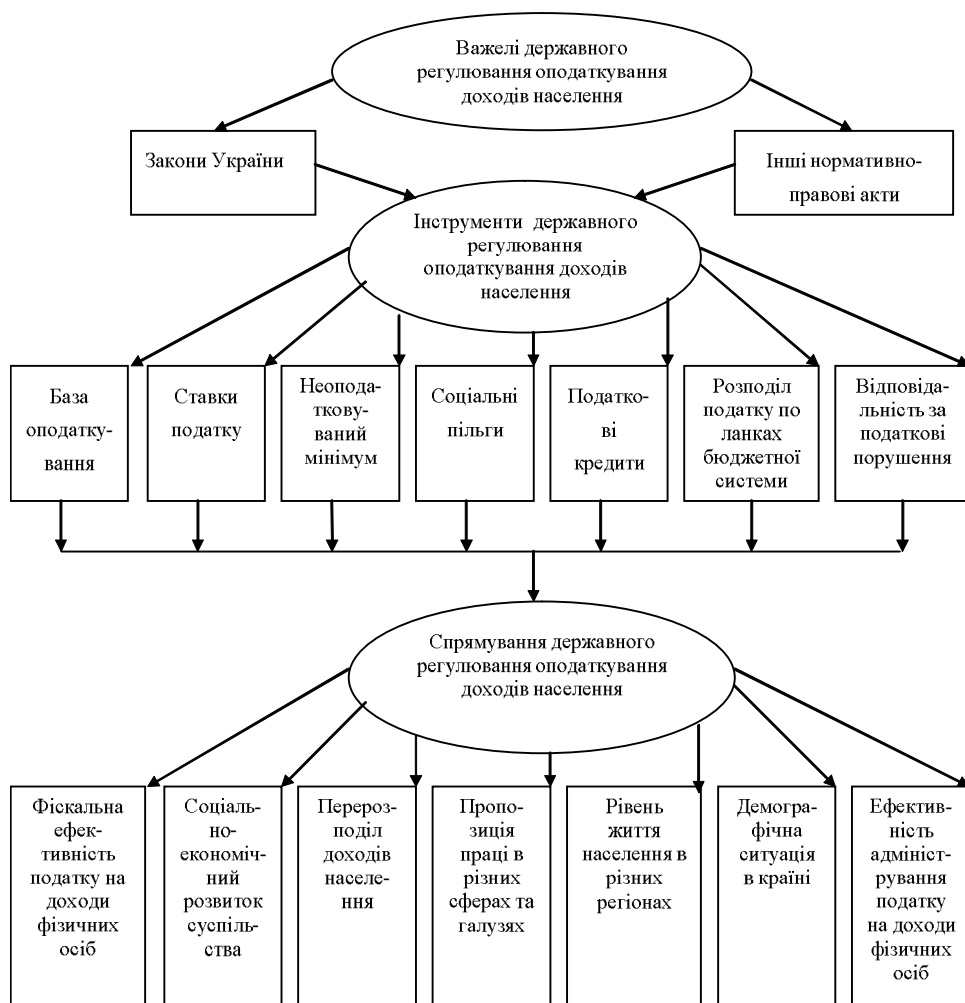 Важелі державного
регулювання оподаткування
доходів населення
Закони України
Інші нормативно-
правові акти
Інструменти державного
регулювання
оподаткування доходів
населення
База
оподатку-
вання
Ставки
податку
Неопода-
тковову-
ваний
мінімум
Соціальні
пільги
Податко-
ві
кредити
Розподіл
податку по
ланках
бюджетної
системи
Відповіда-
льність за
податкові
порушення
Спрямування державного
регулювання оподаткування
доходів населення
Фіскальна
ефек-
тивність
податку на
доходи
фізичних
осіб
Соціаль-
но-
економіч-
ний
розвиток
суспіль-
ства
Перероз-
поділ
доходів
населе-
ння
Пропо-
зиція
праці в
різних
сферах та
галузях
Рівень
життя
населення в
різних
регіонах
Демогра-
фічна
ситуація
в країні
Ефектив-
ність
адмініст-
рування
податку
на доходи
фізичних
осіб